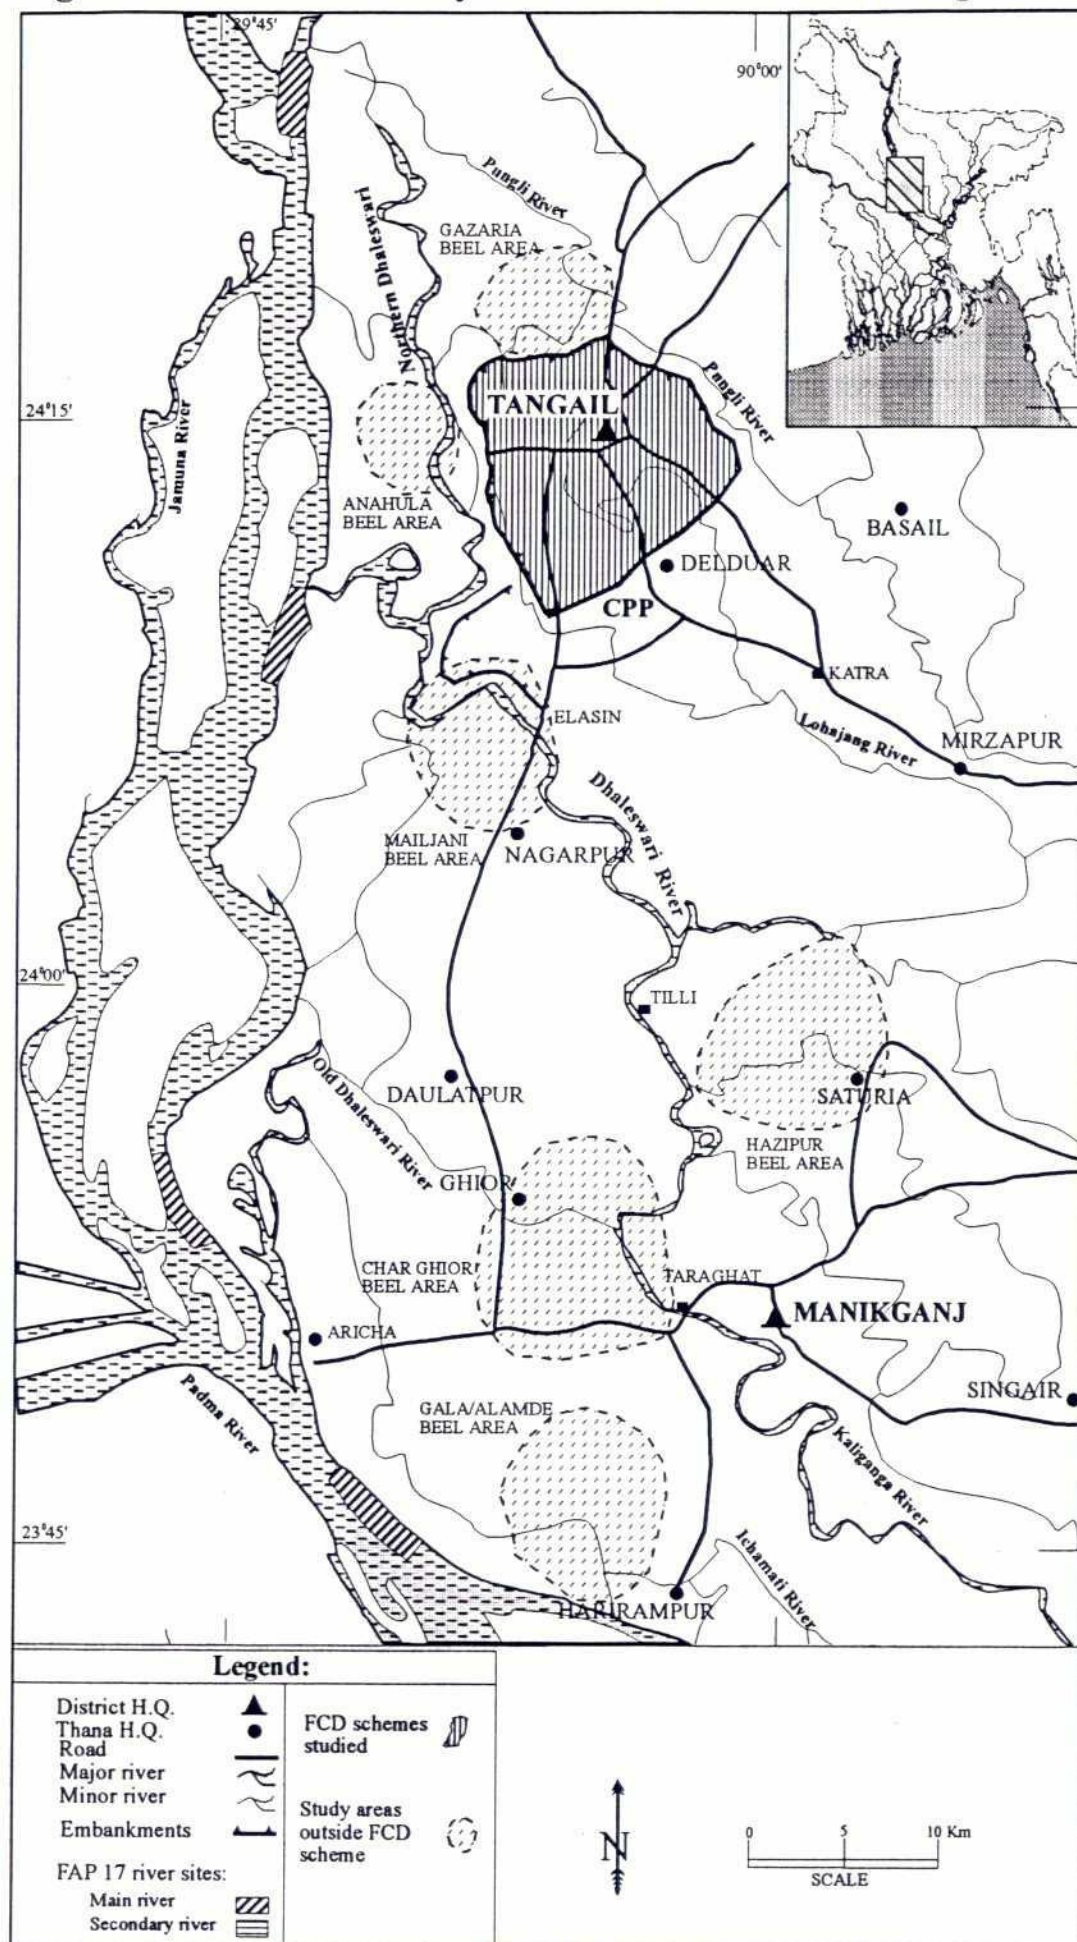 89°45'
90°00'
Pungli River
GAZARIA
BEEL AREA
Northern Dhaleswari
Pungli River
24°15'
TANGAIL
Jamuna River
ANAHULA
BEEL AREA
BASAIL
DELDUAR
CPP
KATRA
ELASIN
Lohajang River
MIRZAPUR
Dhaleswari River
MAILJANI
BEEL AREA
NAGARPUR
24°00'
TILLI
Old Dhaleswari River
DAULATPUR
SATURIA
HAZIPUR
BEEL AREA
GHIOR
CHAR GHIOR
BEEL AREA
TARAGHAT
MANIKGANJ
ARICHA
Padma River
SINGAIR
GALA/ALAMDE
BEEL AREA
Kaliganga River
23°45'
Ichamati River
HARIRAMPUR
Legend:
District H.Q.
Thana H.Q.
Road
Major river
Minor river
Embankments
FAP 17 river sites:
Main river
Secondary river
FCD schemes
studied
Study areas
outside FCD
scheme
N
0 5 10 Km
SCALE